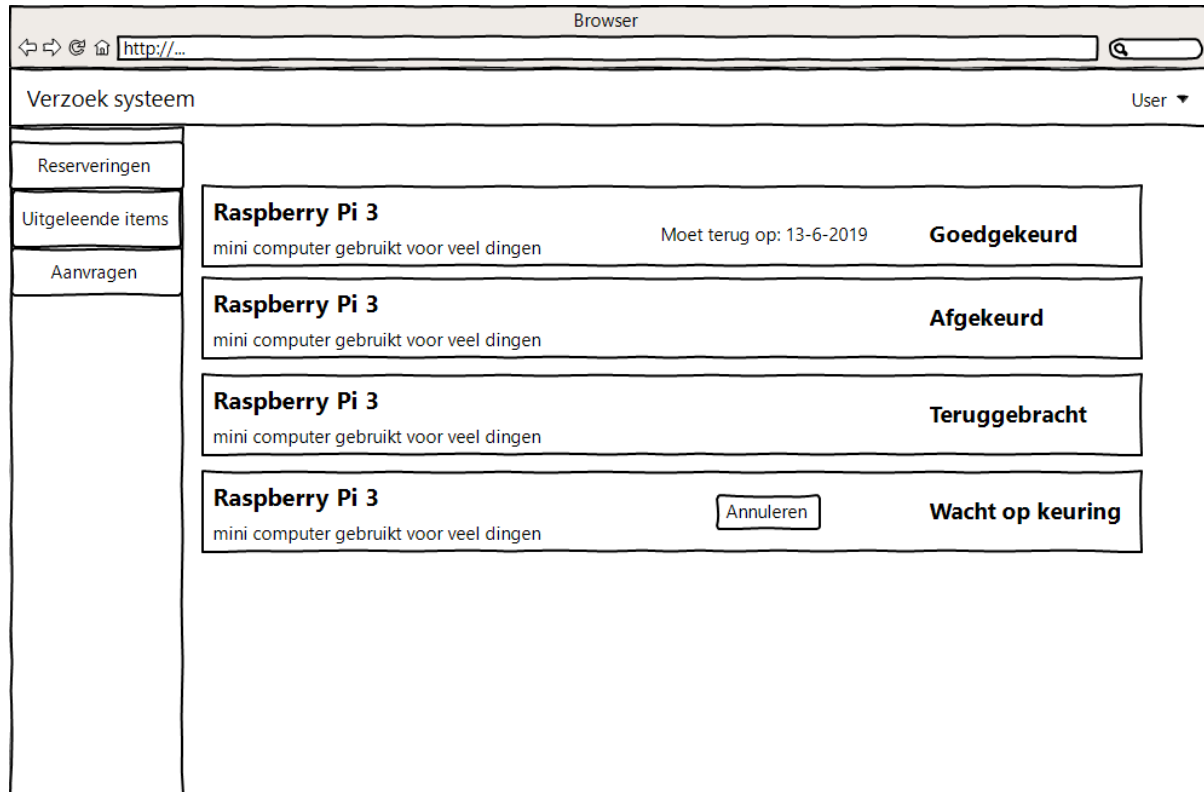 Browser
http://...
Verzoek systeem
User
Reserveringen
Uitgeleende items
Aanvragen
Raspberry Pi 3
mini computer gebruikt voor veel dingen
Moet terug op: 13-6-2019
Goedgekeurd
Raspberry Pi 3
mini computer gebruikt voor veel dingen
Afgekeurd
Raspberry Pi 3
mini computer gebruikt voor veel dingen
Teruggebracht
Raspberry Pi 3
mini computer gebruikt voor veel dingen
Annuleren
Wacht op keuring